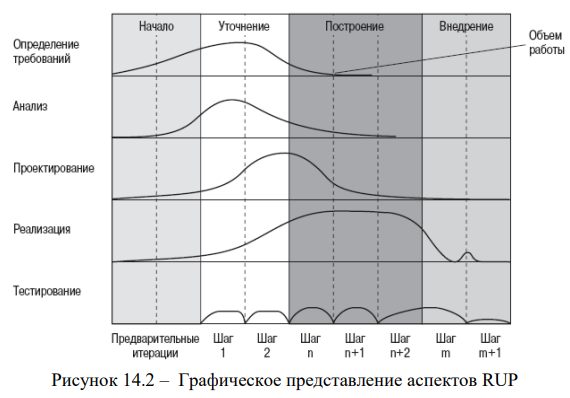 Начало Уточнение Построение Внедрение
Определение
требований
Объем
работы
Анализ
Проектирование
Реализация
Тестирование
Предварительные
итерации
Шаг
1
Шаг
2
Шаг
n
Шаг
n+1
Шаг
n+2
Шаг
m
Шаг
m+1
Рисунок 14.2 – Графическое представление аспектов RUP